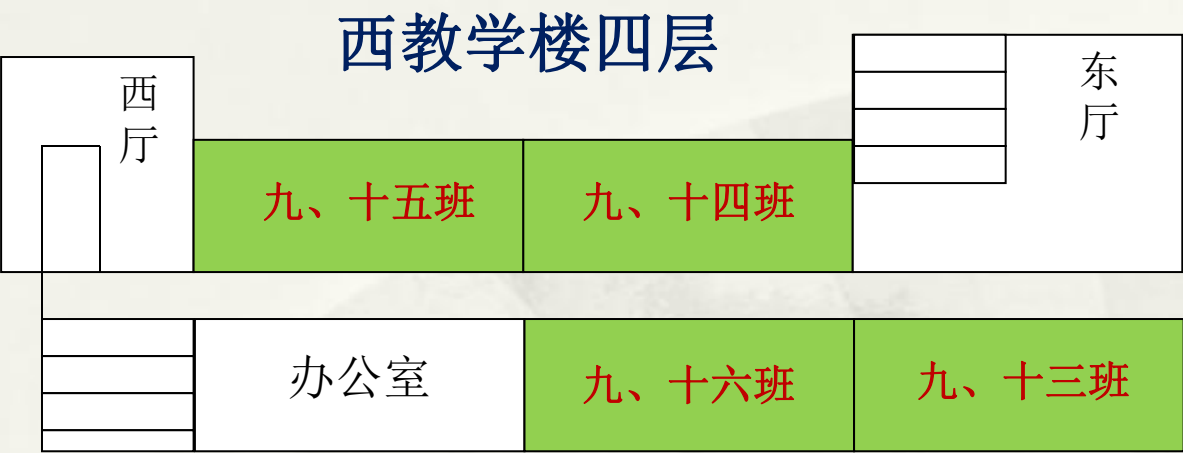 西教学楼四层
西厅
东厅
九、十五班
九、十四班
办公室
九、十六班
九、十三班